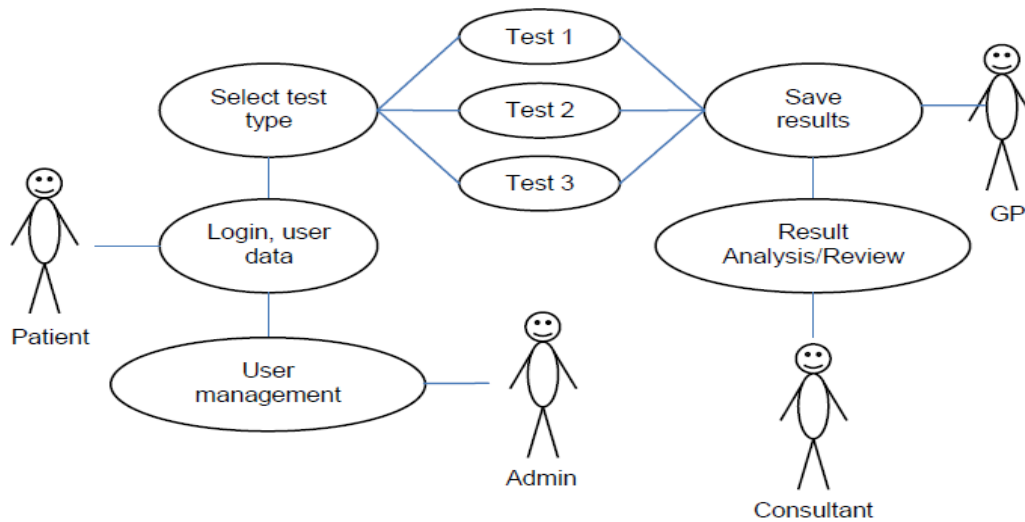 Test 1
Select test
type
Test 2
Save
results
Test 3
GP
Login, user
data
Result
Analysis/Review
Patient
User
management
Admin
Consultant